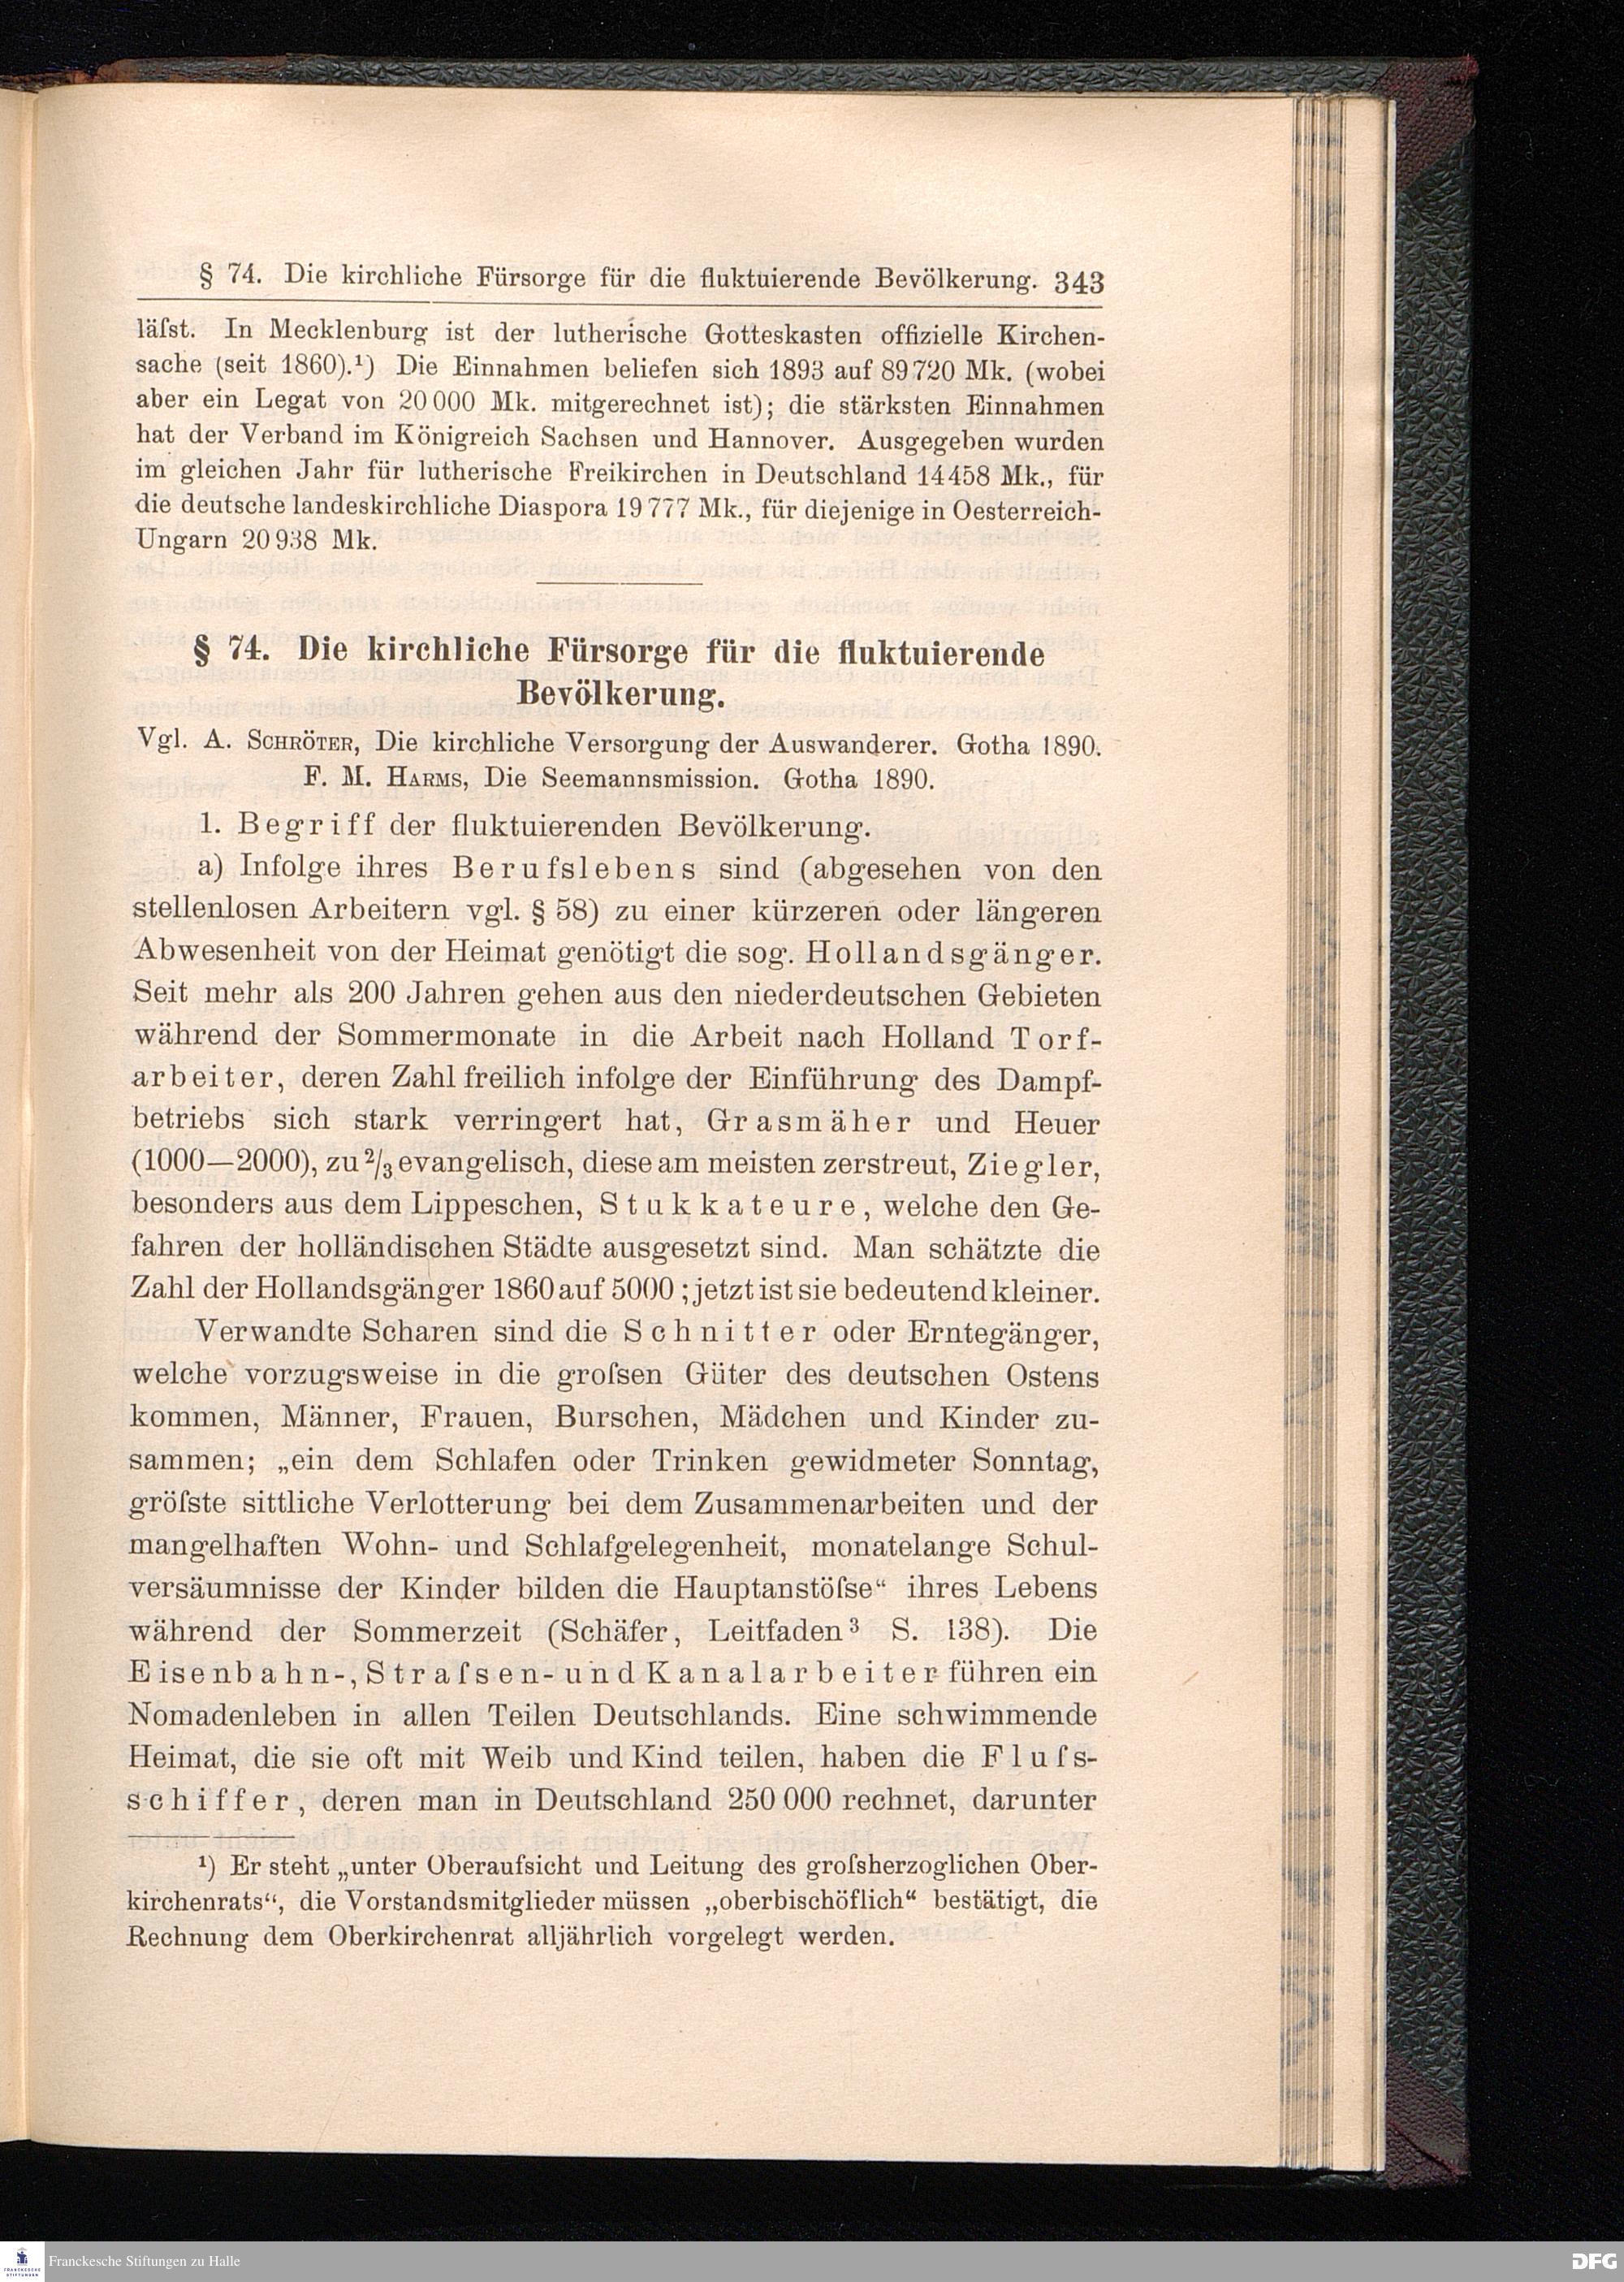 § 74. Die kirchliche Fürsorge für die fluktuierende Bevölkerung. 343
läſst. In Mecklenburg ist der lutherische Gotteskasten offizielle Kirchen-
sache (seit 1860).¹) Die Einnahmen beliefen sich 1893 auf 89 720 Mk. (wobei
aber ein Legat von 20 000 Mk. mitgerechnet ist); die stärksten Einnahmen
hat der Verband im Königreich Sachsen und Hannover. Ausgegeben wurden
im gleichen Jahr für lutherische Freikirchen in Deutschland 14 458 Mk., für
die deutsche landeskirchliche Diaspora 19 777 Mk., für diejenige in Oesterreich-
Ungarn 20 938 Mk.
§ 74. Die kirchliche Fürsorge für die fluktuierende
Bevölkerung.
Vgl. A. SCHRÖTER, Die kirchliche Versorgung der Auswanderer. Gotha 1890.
F. M. HARMS, Die Seemannsmission. Gotha 1890.
1. Begriff der fluktuierenden Bevölkerung.
a) Infolge ihres Berufslebens sind (abgesehen von den
stellenlosen Arbeitern vgl. § 58) zu einer kürzeren oder längeren
Abwesenheit von der Heimat genötigt die sog. Hollandsgänger.
Seit mehr als 200 Jahren gehen aus den niederdeutschen Gebieten
während der Sommermonate in die Arbeit nach Holland Torf-
arbeiter, deren Zahl freilich infolge der Einführung des Dampf-
betriebs sich stark verringert hat, Grasmäher und Heuer
(1000—2000), zu ²/₃ evangelisch, diese am meisten zerstreut, Ziegler,
besonders aus dem Lippeschen, Stukkateure, welche den Ge-
fahren der holländischen Städte ausgesetzt sind. Man schätzte die
Zahl der Hollandsgänger 1860 auf 5000; jetzt ist sie bedeutend kleiner.
Verwandte Scharen sind die Schnitter oder Erntegänger,
welche vorzugsweise in die groſsen Güter des deutschen Ostens
kommen, Männer, Frauen, Burschen, Mädchen und Kinder zu-
sammen; „ein dem Schlafen oder Trinken gewidmeter Sonntag,
gröſste sittliche Verlotterung bei dem Zusammenarbeiten und der
mangelhaften Wohn- und Schlafgelegenheit, monatelange Schul-
versäumnisse der Kinder bilden die Hauptanstöſse“ ihres Lebens
während der Sommerzeit (Schäfer, Leitfaden³ S. 138). Die
Eisenbahn-, Straſsen- und Kanalarbeiter führen ein
Nomadenleben in allen Teilen Deutschlands. Eine schwimmende
Heimat, die sie oft mit Weib und Kind teilen, haben die Fluſs-
schiffer, deren man in Deutschland 250 000 rechnet, darunter
¹) Er steht „unter Oberaufsicht und Leitung des groſsherzoglichen Ober-
kirchenrats“, die Vorstandsmitglieder müssen „oberbischöflich“ bestätigt, die
Rechnung dem Oberkirchenrat alljährlich vorgelegt werden.
FRANCKESCHE
STIFTUNGEN
Franckesche Stiftungen zu Halle
DFG